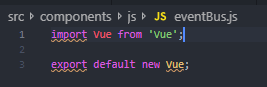 src > components > js > JS eventBus.js
1 import Vue from 'Vue';
2
3 export default new Vue;